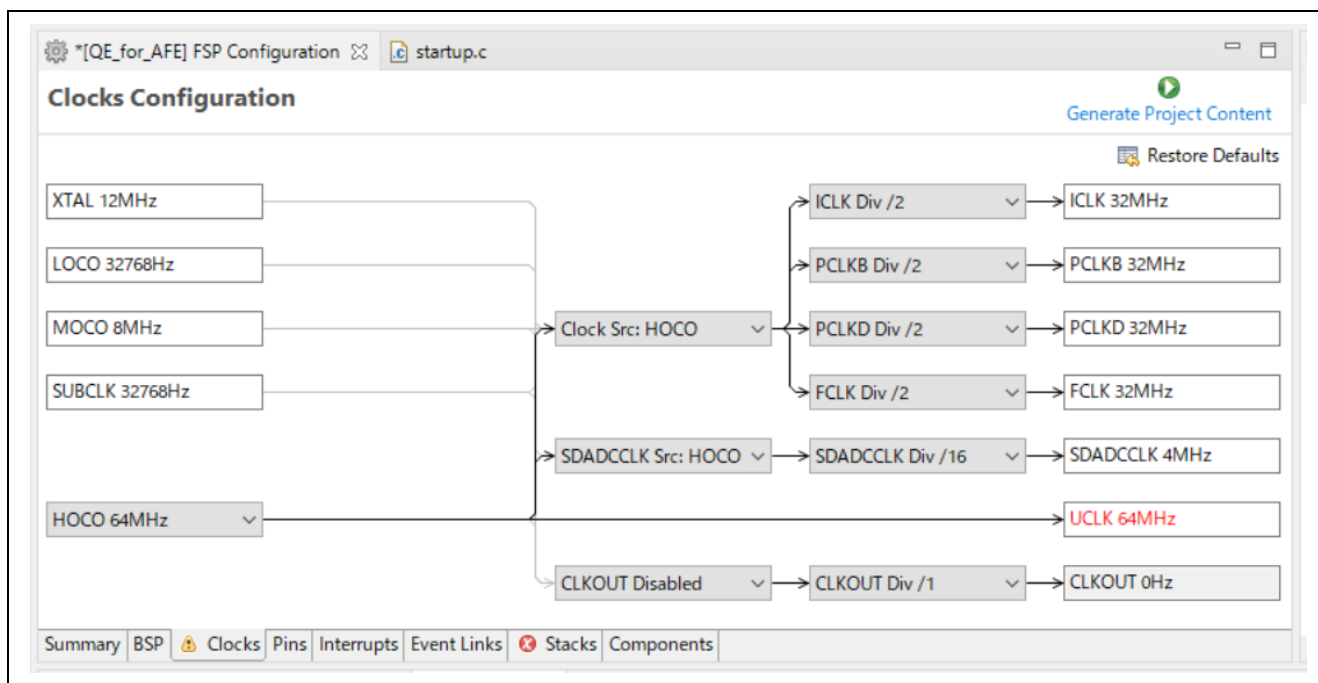 *[QE_for_AFE] FSP Configuration
startup.c
Clocks Configuration
Generate Project Content
Restore Defaults
XTAL 12MHz
ICLK Div /2
ICLK 32MHz
LOCO 32768Hz
PCLKB Div /2
PCLKB 32MHz
MOCO 8MHz
Clock Src: HOCO
PCLKD Div /2
PCLKD 32MHz
SUBCLK 32768Hz
FCLK Div /2
FCLK 32MHz
SDADCCLK Src: HOCO
SDADCCLK Div /16
SDADCCLK 4MHz
HOCO 64MHz
UCLK 64MHz
CLKOUT Disabled
CLKOUT Div /1
CLKOUT 0Hz
Summary BSP Clocks Pins Interrupts Event Links Stacks Components